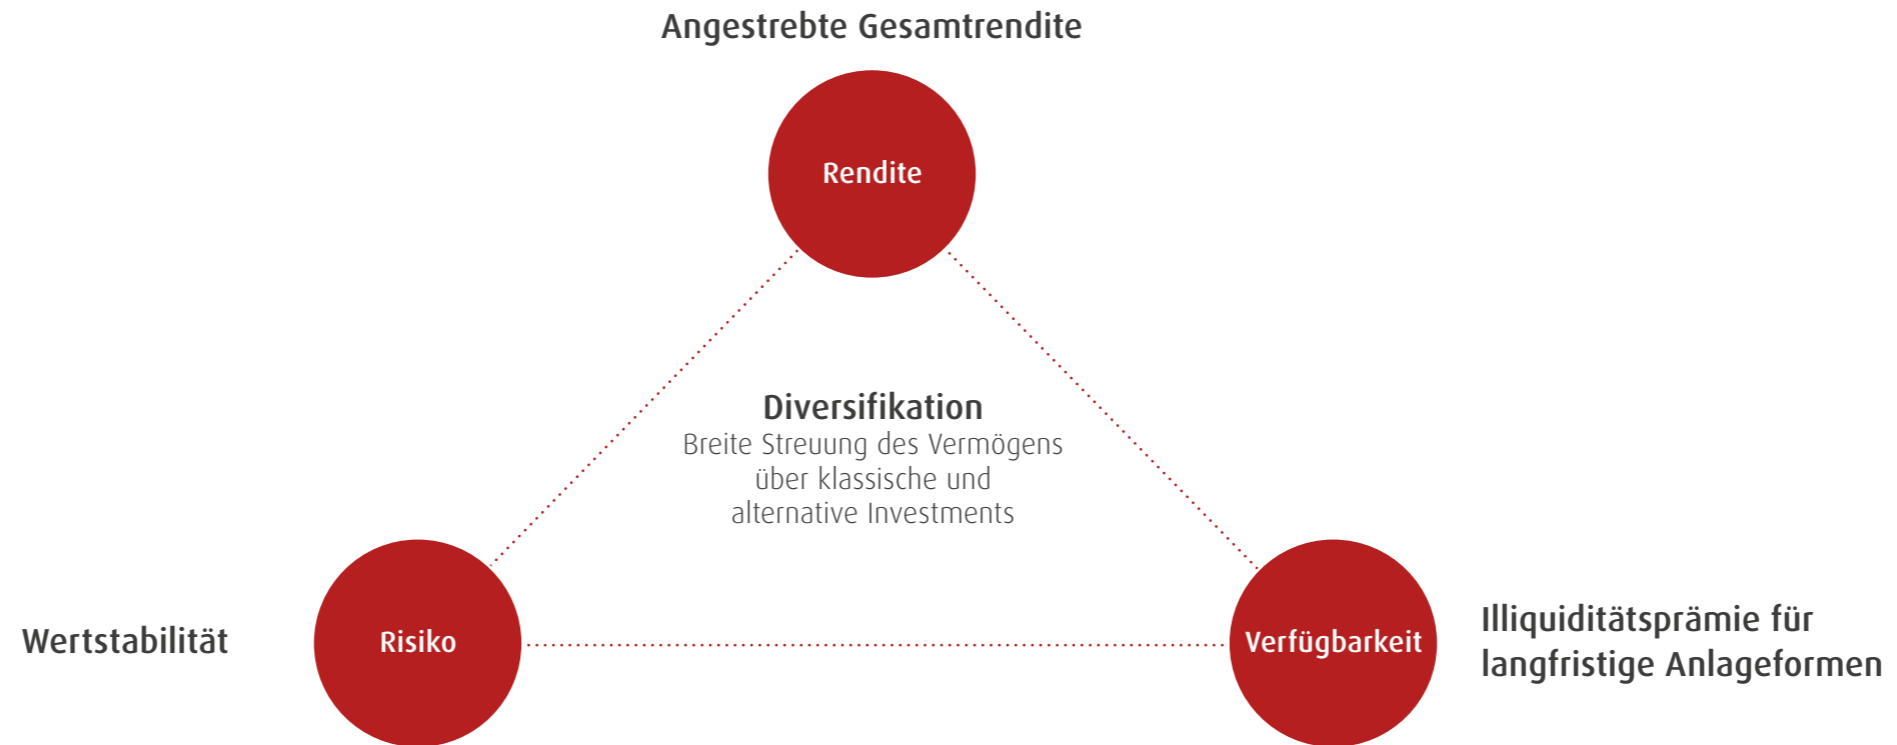 Angestrebte Gesamtrendite
Rendite
Diversifikation
Breite Streuung des Vermögens
über klassische und
alternative Investments
Wertstabilität
Risiko
Verfügbarkeit
Illiquiditätsprämie für
langfristige Anlageformen